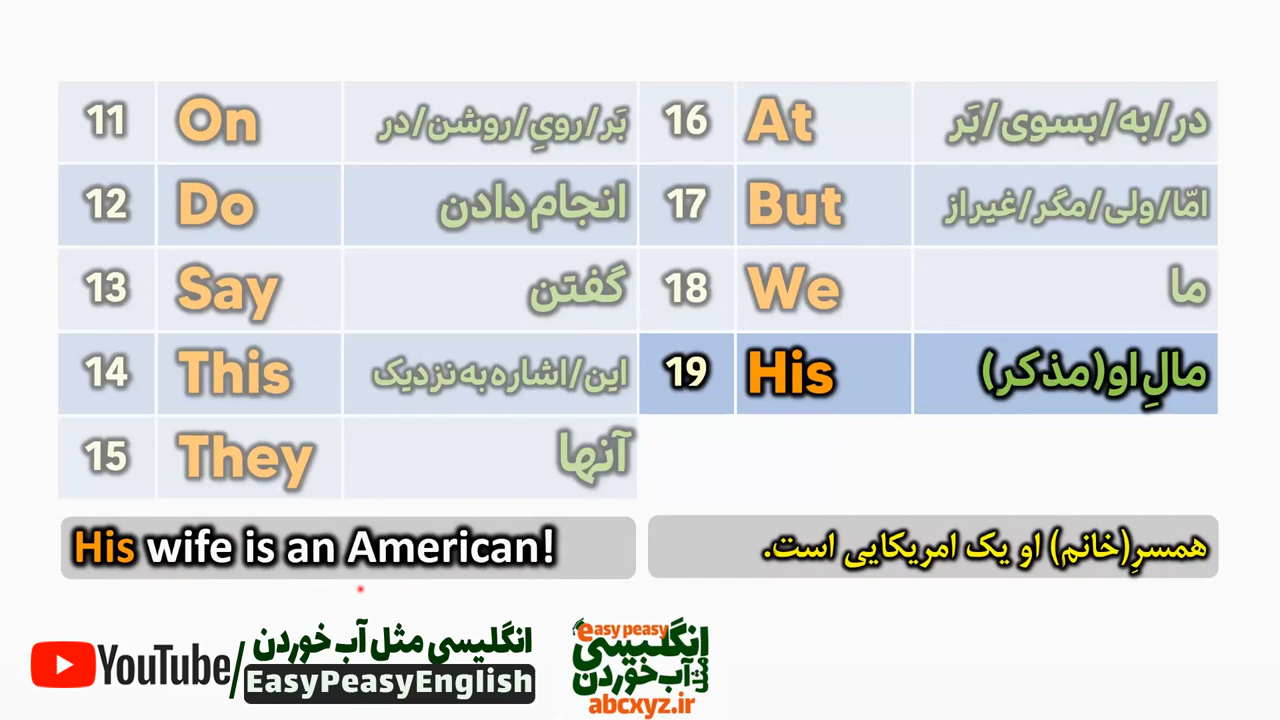 11 On بَر/رویِ/روشن/در
12 Do انجام دادن
13 Say گفتن
14 This این/اشاره به نزدیک
15 They آنها
16 At در/به/بسوی/بَر
17 But امّا/ولی/مگر/غیراز
18 We ما
19 His مالِ او(مذکر)
His wife is an American!
همسرِ(خانم) او یک امریکایی است.
YouTube/
انگلیسی مثل آب خوردن
EasyPeasyEnglish
easy peasy
انگلیسی
مثل آب خوردن
abcxyz.ir